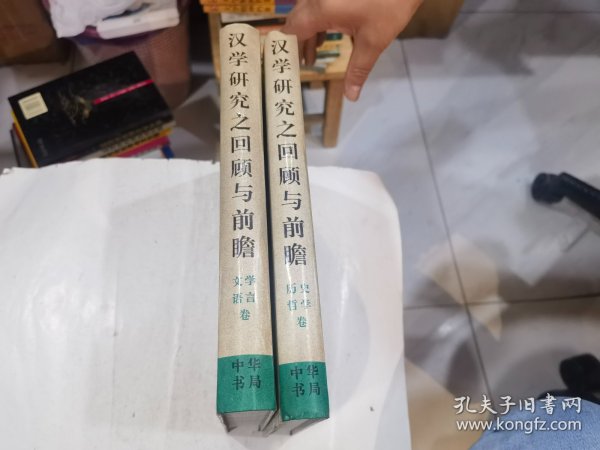 汉学研究之回顾与前瞻
文学
语言
卷
中华
书局
汉学研究之回顾与前瞻
历史
哲学
卷
中华
书局
孔夫子旧书网
www.kongfz.com